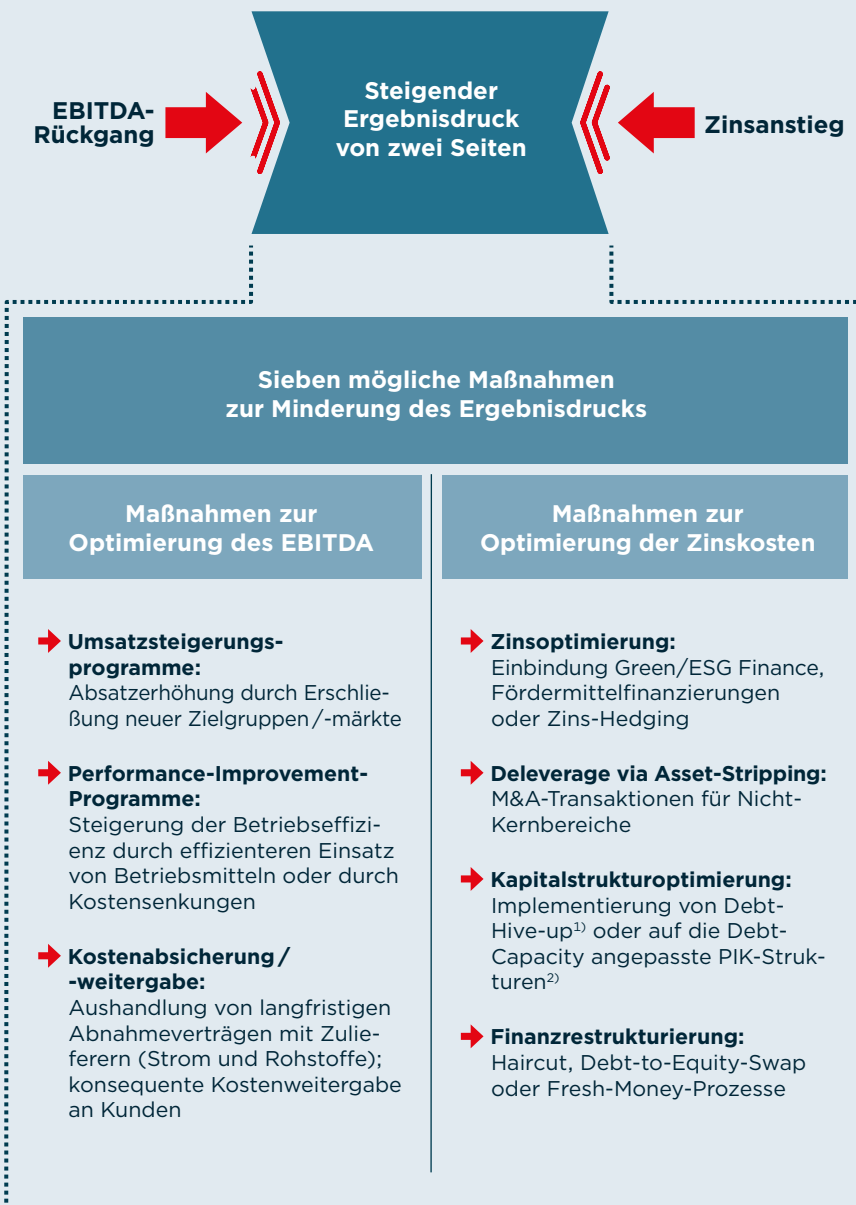 EBITDA-
Rückgang
Steigender
Ergebnisdruck
von zwei Seiten
Zinsanstieg
Sieben mögliche Maßnahmen
zur Minderung des Ergebnisdrucks
Maßnahmen zur
Optimierung des EBITDA
Umsatzsteigerungs-
programme:
Absatzerhöhung durch Erschlie-
ßung neuer Zielgruppen/-märkte
Performance-Improvement-
Programme:
Steigerung der Betriebseffizi-
enz durch effizienteren Einsatz
von Betriebsmitteln oder durch
Kostensenkungen
Kostenabsicherung/
-weitergabe:
Aushandlung von langfristigen
Abnahmeverträgen mit Zulie-
ferern (Strom und Rohstoffe);
konsequente Kostenweitergabe
an Kunden
Maßnahmen zur
Optimierung der Zinskosten
Zinsoptimierung:
Einbindung Green/ESG Finance,
Fördermittelfinanzierungen
oder Zins-Hedging
Deleverage via Asset-Stripping:
M&A-Transaktionen für Nicht-
Kernbereiche
Kapitalstrukturoptimierung:
Implementierung von Debt-
Hive-up¹⁾ oder auf die Debt-
Capacity angepasste PIK-Struk-
turen²⁾
Finanzrestrukturierung:
Haircut, Debt-to-Equity-Swap
oder Fresh-Money-Prozesse